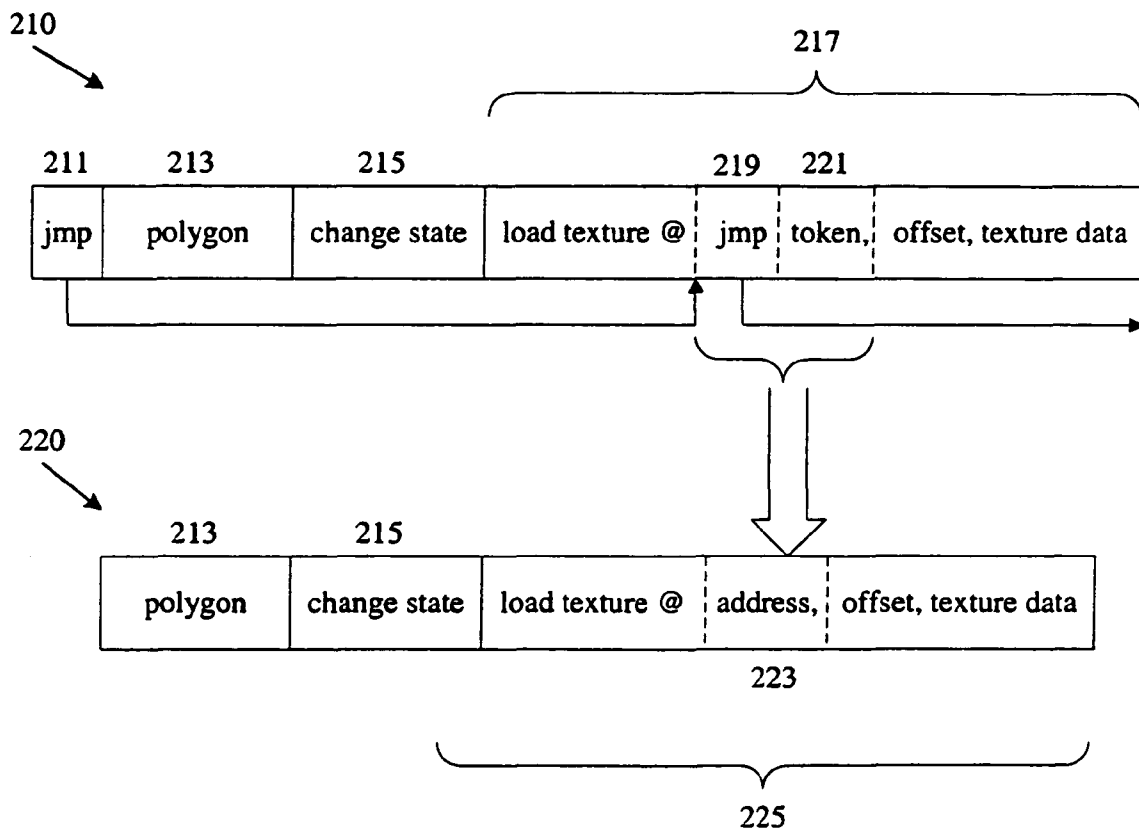 210
217
211 213 215 219 221
jmp polygon change state load texture @ jmp token, offset, texture data
220
213 215
polygon change state load texture @ address, offset, texture data
223
225